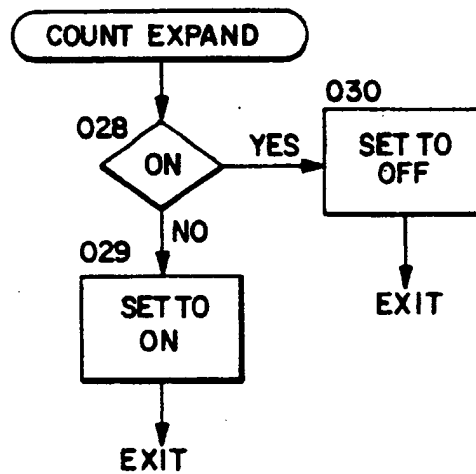 COUNT EXPAND
028
ON
YES
030
SET TO
OFF
NO
029
SET TO
ON
EXIT
EXIT